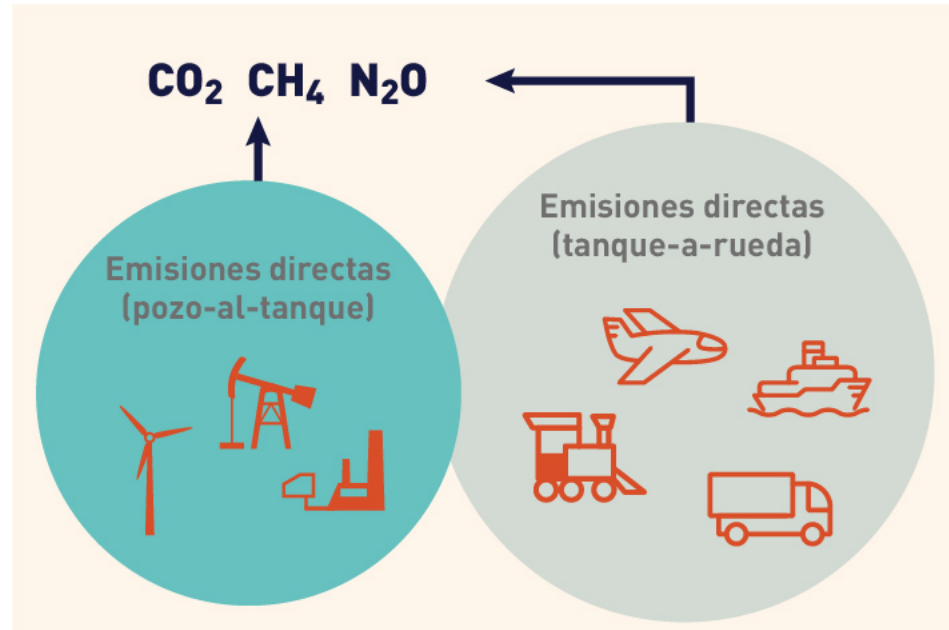 CO₂ CH₄ N₂O
Emisiones directas
(tanque-a-rueda)
Emisiones directas
(pozo-al-tanque)